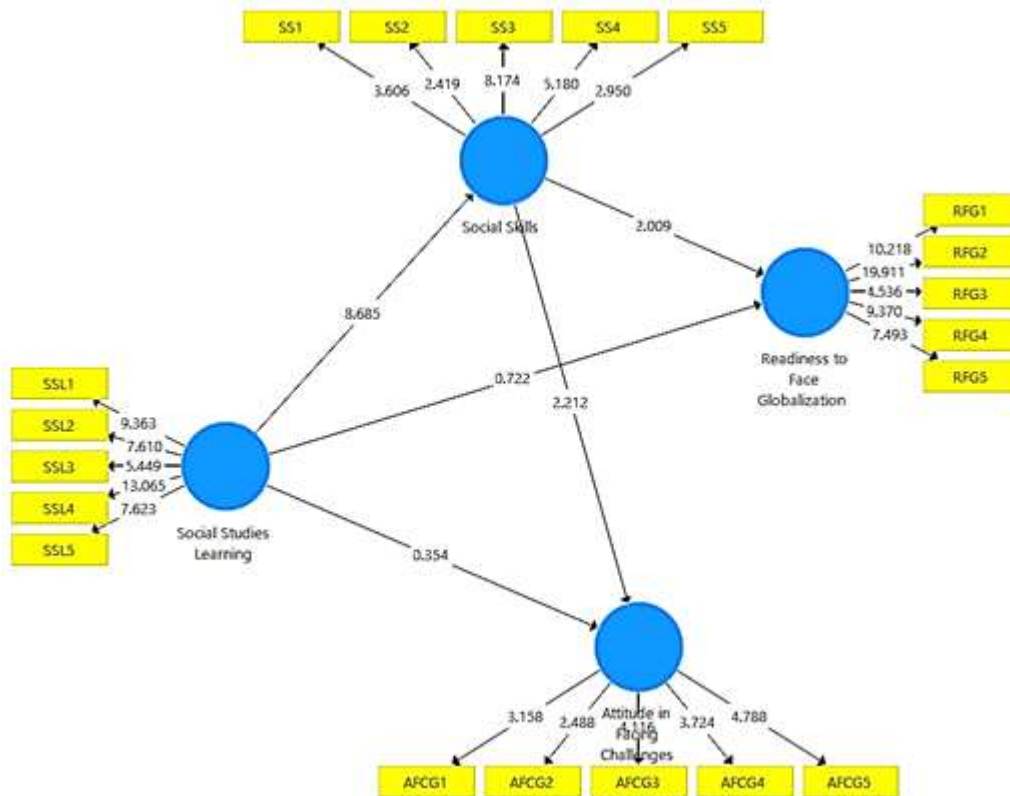 SS1 SS2 SS3 SS4 SS5
3.606 2.419 8.174 5.180 2.950
Social Skills
2.009
RFG1
RFG2
RFG3
RFG4
RFG5
10.218
19.911
4.536
9.370
7.493
Readiness to
Face
Globalization
8.685
0.722
2.212
SSL1
SSL2
SSL3
SSL4
SSL5
9.363
7.610
5.449
13.065
7.623
Social Studies
Learning
0.354
3.158 2.488 4.116 3.724 4.788
Attitude in
Facing
Challenges
AFCG1 AFCG2 AFCG3 AFCG4 AFCG5